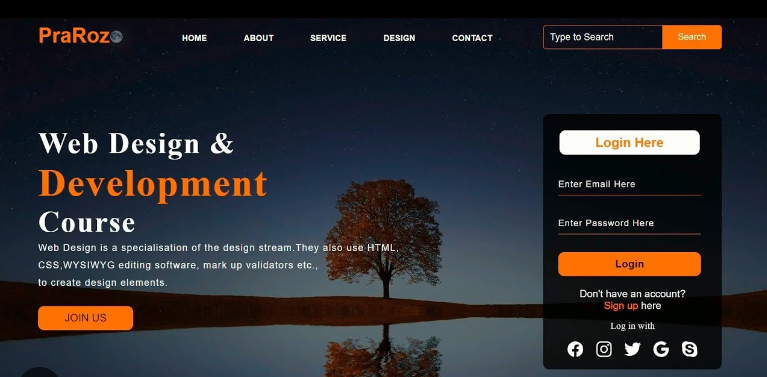 PraRoz
HOME ABOUT SERVICE DESIGN CONTACT
Type to Search Search
Web Design &
Development
Course
Web Design is a specialisation of the design stream.They also use HTML,
CSS,WYSIWYG editing software, mark up validators etc.,
to create design elements.
JOIN US
Login Here
Enter Email Here
Enter Password Here
Login
Don't have an account?
Sign up here
Log in with